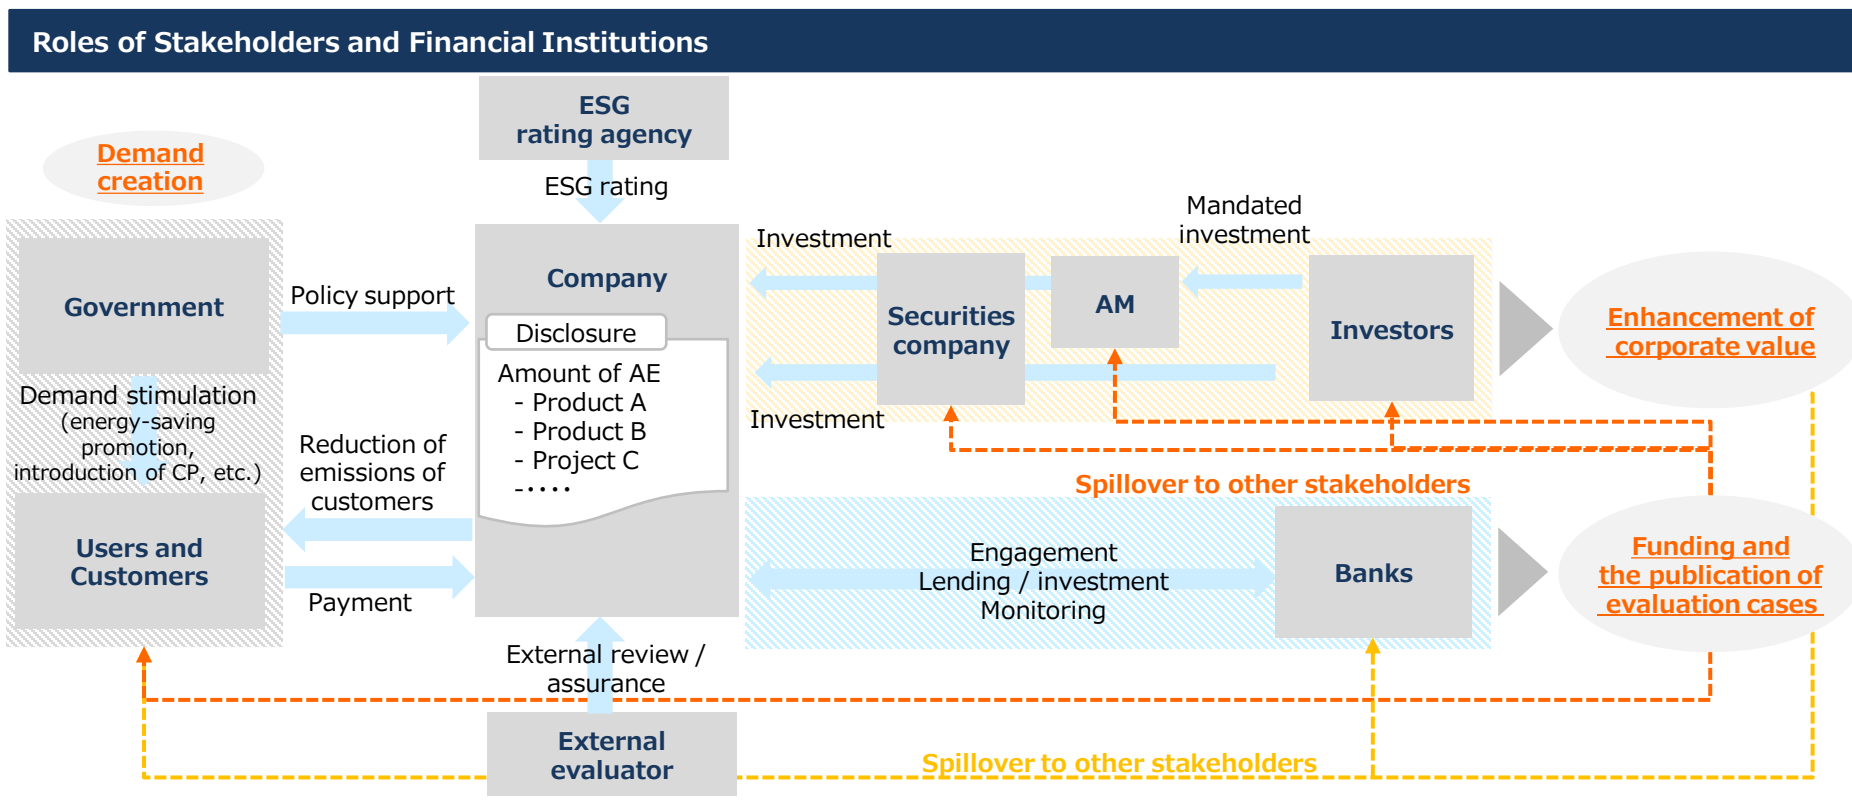 Roles of Stakeholders and Financial Institutions
ESG
rating agency
ESG rating
Demand
creation
Government
Demand stimulation
(energy-saving
promotion,
introduction of CP, etc.)
Users and
Customers
Policy support
Reduction of
emissions of
customers
Payment
Company
Disclosure
Amount of AE
- Product A
- Product B
- Project C
-····
External review /
assurance
External
evaluator
Investment
Investment
Securities
company
AM
Mandated
investment
Investors
Enhancement of
corporate value
Spillover to other stakeholders
Engagement
Lending / investment
Monitoring
Banks
Funding and
the publication of
evaluation cases
Spillover to other stakeholders